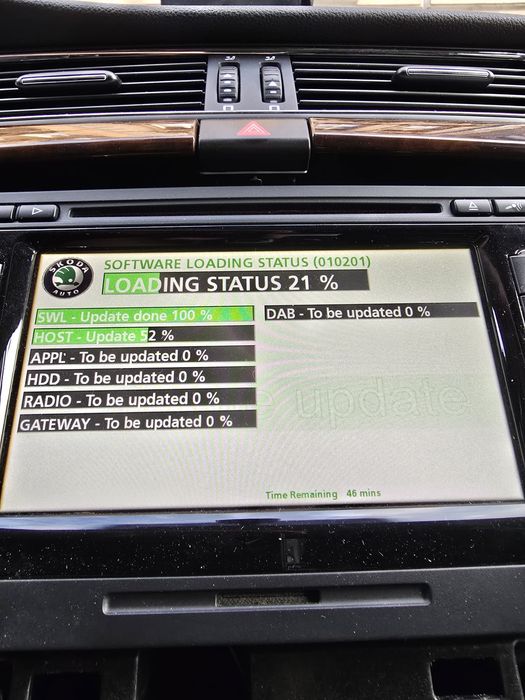 SKODA
AUTO
SOFTWARE LOADING STATUS (010201)
LOADING STATUS 21 %
SWL - Update done 100 %
HOST - Update 52 %
APPL - To be updated 0 %
HDD - To be updated 0 %
RADIO - To be updated 0 %
GATEWAY - To be updated 0 %
DAB - To be updated 0 %
e update
Time Remaining 46 mins